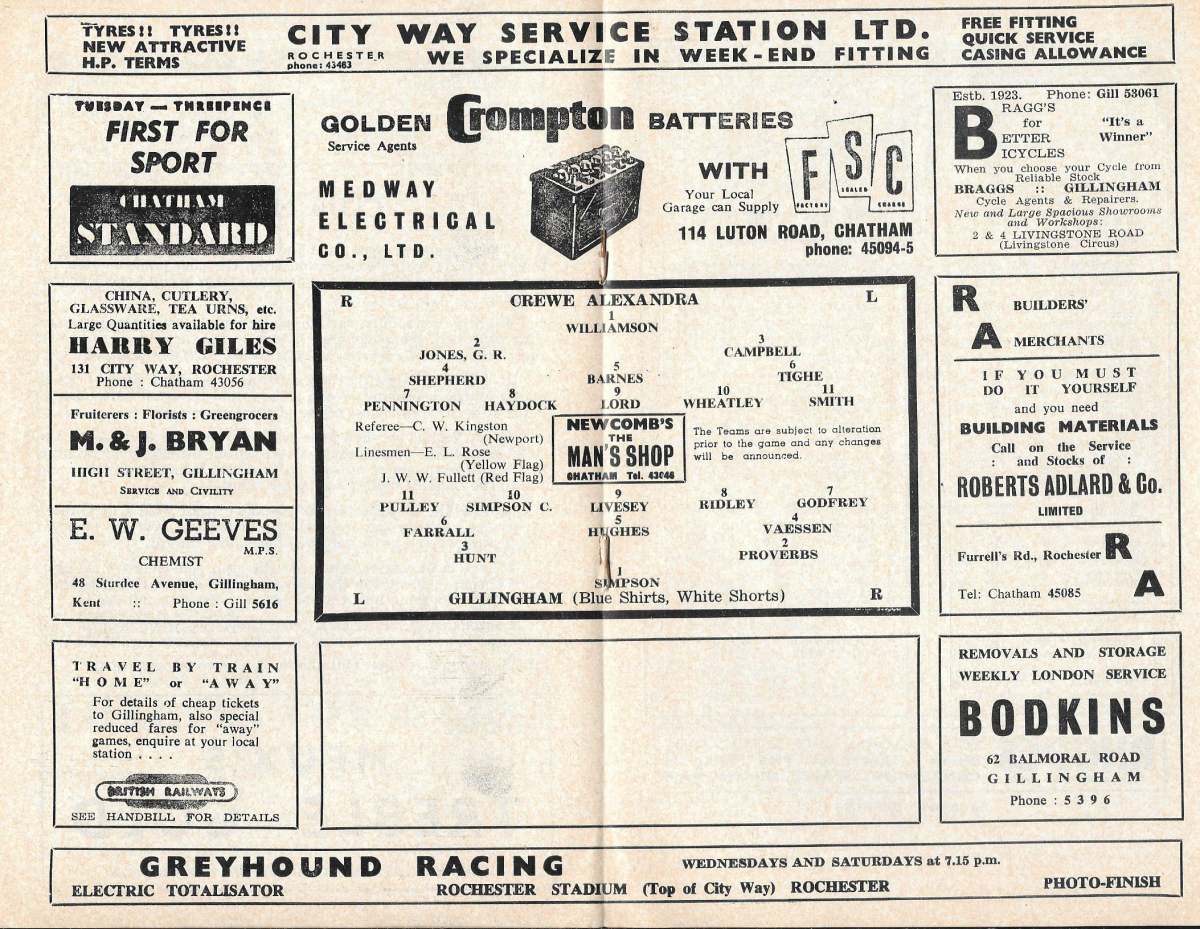 TYRES!! TYRES!!
NEW ATTRACTIVE
H.P. TERMS
CITY WAY SERVICE STATION LTD.
ROCHESTER
phone: 43463
WE SPECIALIZE IN WEEK-END FITTING
FREE FITTING
QUICK SERVICE
CASING ALLOWANCE
TUESDAY — THREEPENCE
FIRST FOR
SPORT
CHATHAM
STANDARD
GOLDEN Crompton BATTERIES
Service Agents
MEDWAY
ELECTRICAL
CO., LTD.
WITH
F S C
FACTORY SEALED CHARGE
Your Local
Garage can Supply
114 LUTON ROAD, CHATHAM
phone: 45094-5
Estb. 1923. Phone: Gill 53061
BRAGG'S
for
BETTER
BICYCLES
"It's a
Winner"
When you choose your Cycle from
Reliable Stock
BRAGGS :: GILLINGHAM
Cycle Agents & Repairers.
New and Large Spacious Showrooms
and Workshops:
2 & 4 LIVINGSTONE ROAD
(Livingstone Circus)
CHINA, CUTLERY,
GLASSWARE, TEA URNS, etc.
Large Quantities available for hire
HARRY GILES
131 CITY WAY, ROCHESTER
Phone : Chatham 43056
Fruiterers : Florists : Greengrocers
M. & J. BRYAN
HIGH STREET, GILLINGHAM
SERVICE AND CIVILITY
E. W. GEEVES
M.P.S.
CHEMIST
48 Sturdee Avenue, Gillingham,
Kent :: Phone : Gill 5616
R CREWE ALEXANDRA L
1
WILLIAMSON
2 3
JONES, G. R. CAMPBELL
4 5 6
SHEPHERD BARNES TIGHE
7 8 9 10 11
PENNINGTON HAYDOCK LORD WHEATLEY SMITH
Referee—C. W. Kingston
(Newport)
Linesmen—E. L. Rose
(Yellow Flag)
J. W. W. Fullett (Red Flag)
NEWCOMB'S
THE
MAN'S SHOP
CHATHAM Tel. 43046
The Teams are subject to alteration
prior to the game and any changes
will be announced.
11 10 9 8 7
PULLEY SIMPSON C. LIVESEY RIDLEY GODFREY
6 5 4
FARRALL HUGHES VAESSEN
3 2
HUNT PROVERBS
1
SIMPSON
L GILLINGHAM (Blue Shirts, White Shorts) R
R BUILDERS'
A MERCHANTS
IF YOU MUST
DO IT YOURSELF
and you need
BUILDING MATERIALS
Call on the Service
: and Stocks of :
ROBERTS ADLARD & Co.
LIMITED
Furrell's Rd., Rochester R
Tel: Chatham 45085 A
TRAVEL BY TRAIN
"HOME" or "AWAY"
For details of cheap tickets
to Gillingham, also special
reduced fares for "away"
games, enquire at your local
station . . . .
BRITISH RAILWAYS
SEE HANDBILL FOR DETAILS
REMOVALS AND STORAGE
WEEKLY LONDON SERVICE
BODKINS
62 BALMORAL ROAD
GILLINGHAM
Phone : 5396
GREYHOUND RACING WEDNESDAYS AND SATURDAYS at 7.15 p.m.
ELECTRIC TOTALISATOR ROCHESTER STADIUM (Top of City Way) ROCHESTER PHOTO-FINISH